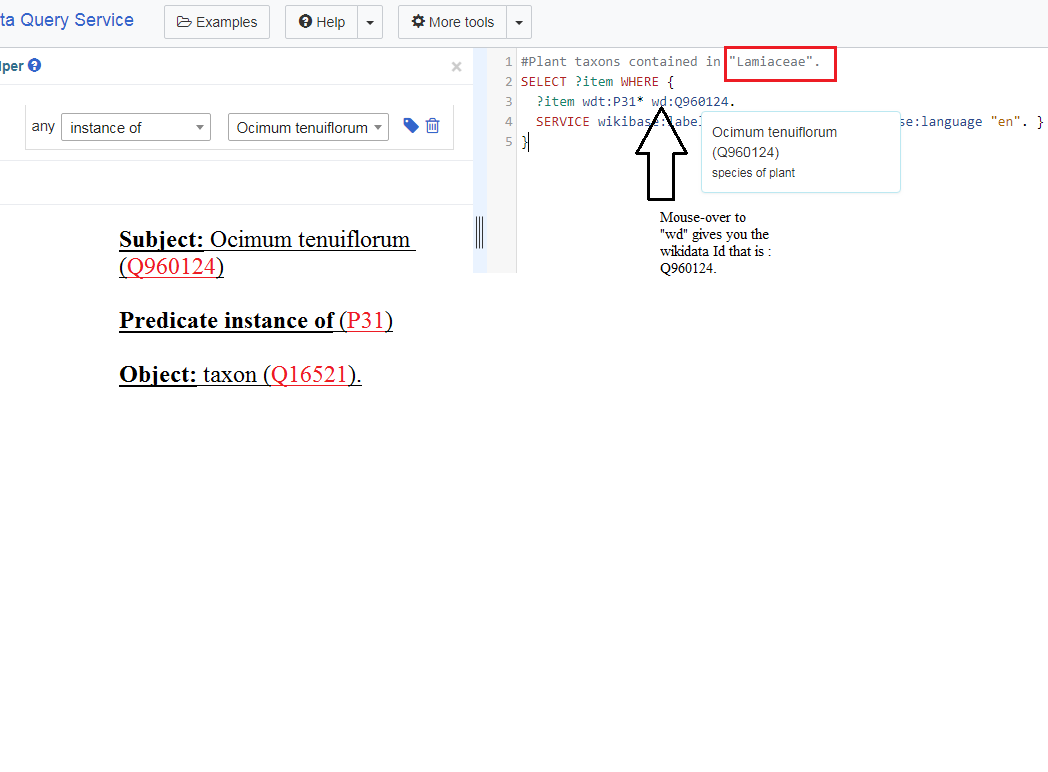 ta Query Service
Examples
Help
More tools
lper
any instance of Ocimum tenuiflorum
1 #Plant taxons contained in "Lamiaceae".
2 SELECT ?item WHERE {
3 ?item wdt:P31* wd:Q960124.
4 SERVICE wikibase:label se:language "en". }
5 }
Ocimum tenuiflorum
(Q960124)
species of plant
Mouse-over to
"wd" gives you the
wikidata Id that is :
Q960124.
Subject: Ocimum tenuiflorum
(Q960124)
Predicate instance of (P31)
Object: taxon (Q16521).